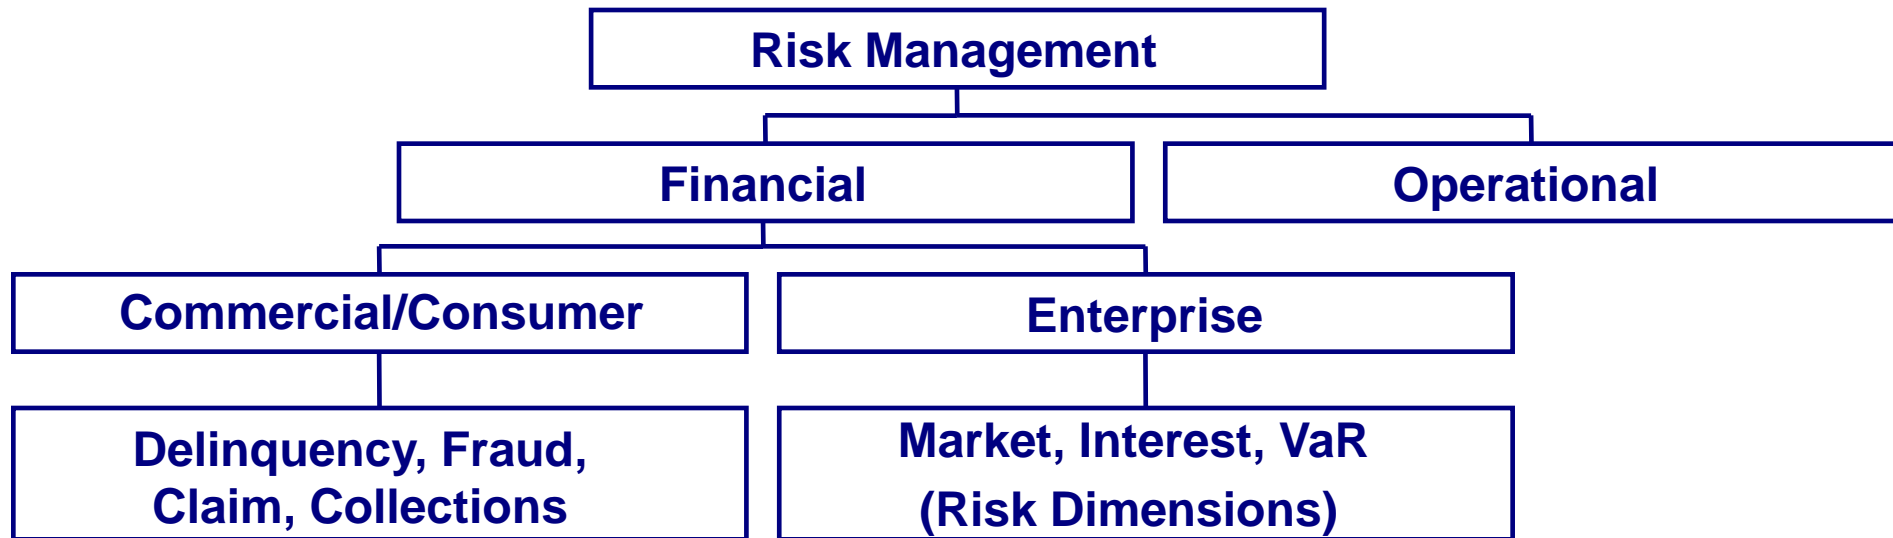 Risk Management
Financial
Operational
Commercial/Consumer
Enterprise
Delinquency, Fraud,
Claim, Collections
Market, Interest, VaR
(Risk Dimensions)